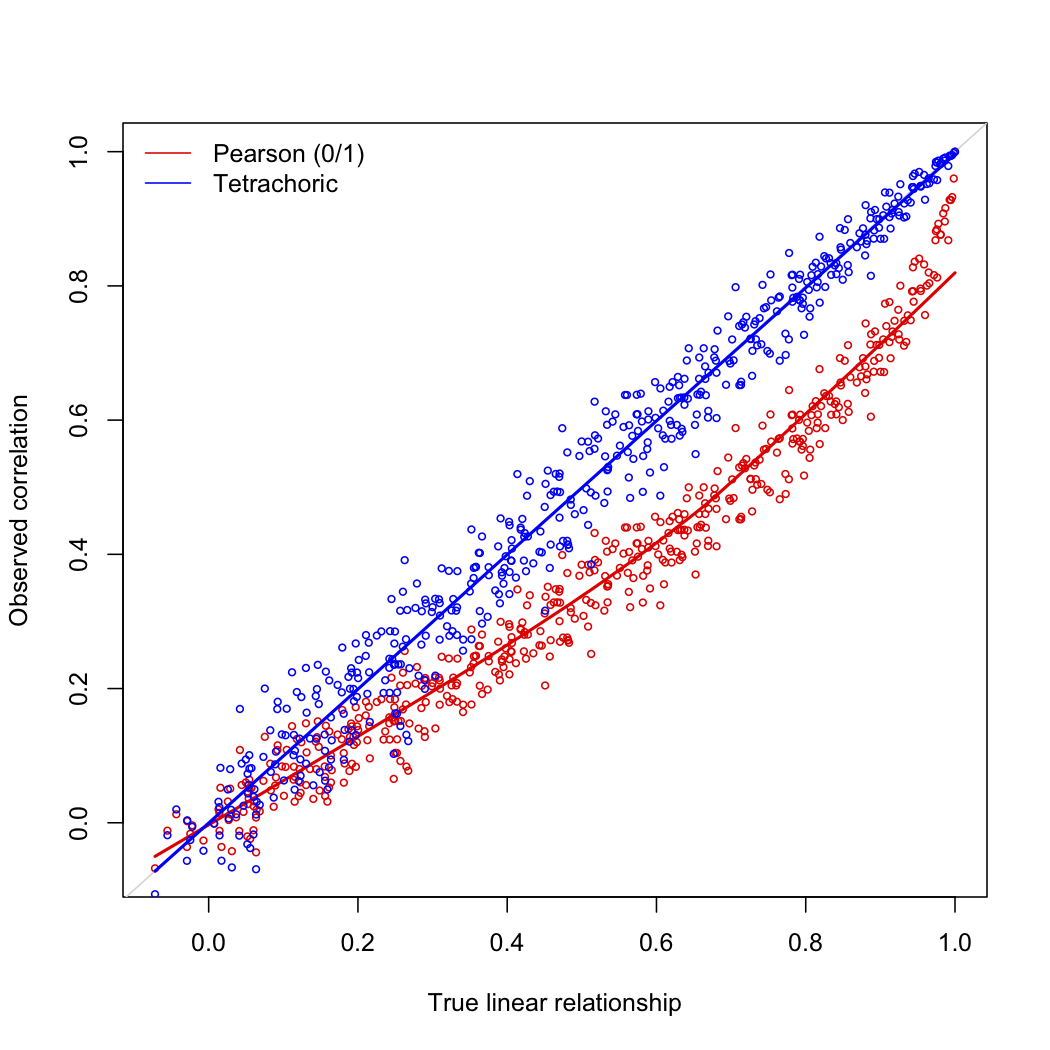 Pearson (0/1)
Tetrachoric
Observed correlation
1.0
0.8
0.6
0.4
0.2
0.0
0.0 0.2 0.4 0.6 0.8 1.0
True linear relationship